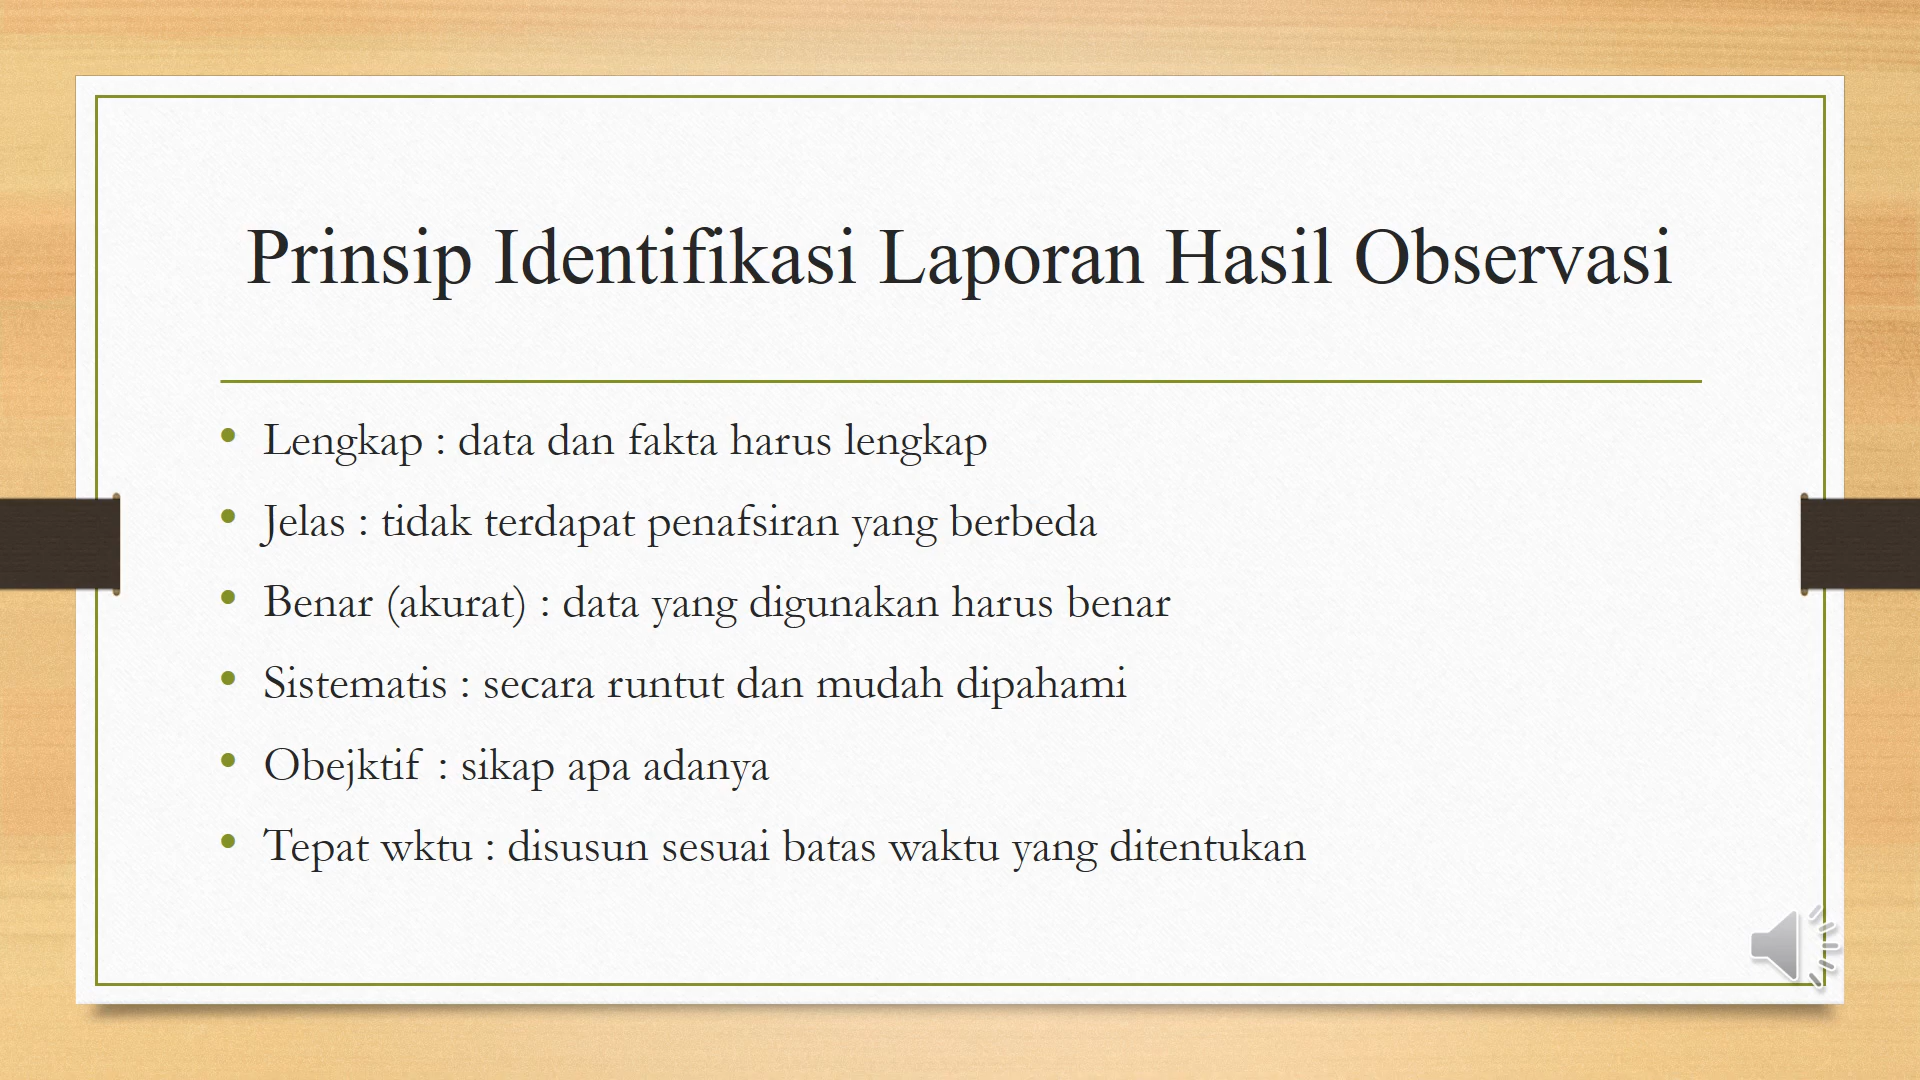 Prinsip Identifikasi Laporan Hasil Observasi
• Lengkap : data dan fakta harus lengkap
• Jelas : tidak terdapat penafsiran yang berbeda
• Benar (akurat) : data yang digunakan harus benar
• Sistematis : secara runtut dan mudah dipahami
• Obejktif : sikap apa adanya
• Tepat wktu : disusun sesuai batas waktu yang ditentukan